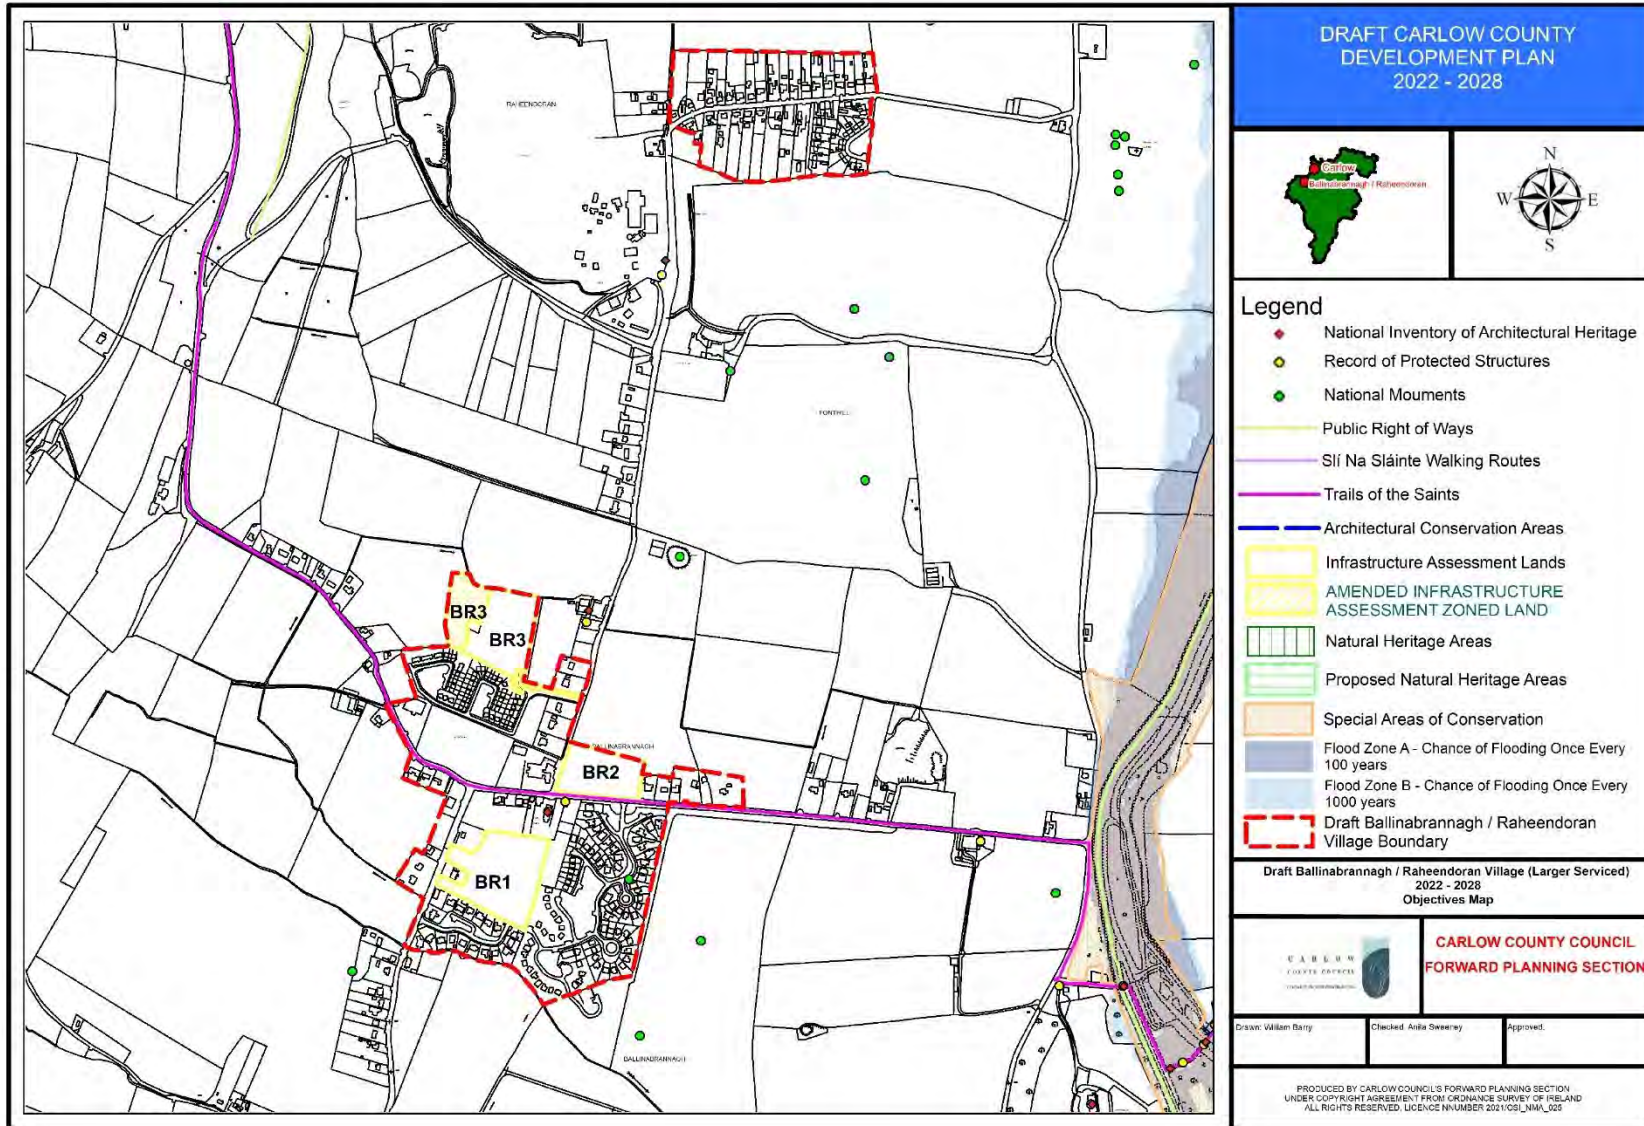 DRAFT CARLOW COUNTY
DEVELOPMENT PLAN
2022 - 2028
Carlow
Ballinabrannagh / Raheendoran
N
W
E
S
Legend
National Inventory of Architectural Heritage
Record of Protected Structures
National Mouments
Public Right of Ways
Slí Na Sláinte Walking Routes
Trails of the Saints
Architectural Conservation Areas
Infrastructure Assessment Lands
AMENDED INFRASTRUCTURE
ASSESSMENT ZONED LAND
Natural Heritage Areas
Proposed Natural Heritage Areas
Special Areas of Conservation
Flood Zone A - Chance of Flooding Once Every
100 years
Flood Zone B - Chance of Flooding Once Every
1000 years
Draft Ballinabrannagh / Raheendoran
Village Boundary
Draft Ballinabrannagh / Raheendoran Village (Larger Serviced)
2022 - 2028
Objectives Map
CARLOW
COUNTY COUNCIL
CARLOW COUNTY COUNCIL
FORWARD PLANNING SECTION
Drawn: William Barry
Checked: Anila Sweeney
Approved:
PRODUCED BY CARLOW COUNCIL'S FORWARD PLANNING SECTION
UNDER COPYRIGHT AGREEMENT FROM ORDNANCE SURVEY OF IRELAND
ALL RIGHTS RESERVED. LICENCE NNUMBER 2021/OSI_NMA_025
RAHEENDORAN
FONTHILL
BR3
BR3
BALLINABRANNAGH
BR2
BR1
BALLINABRANNAGH